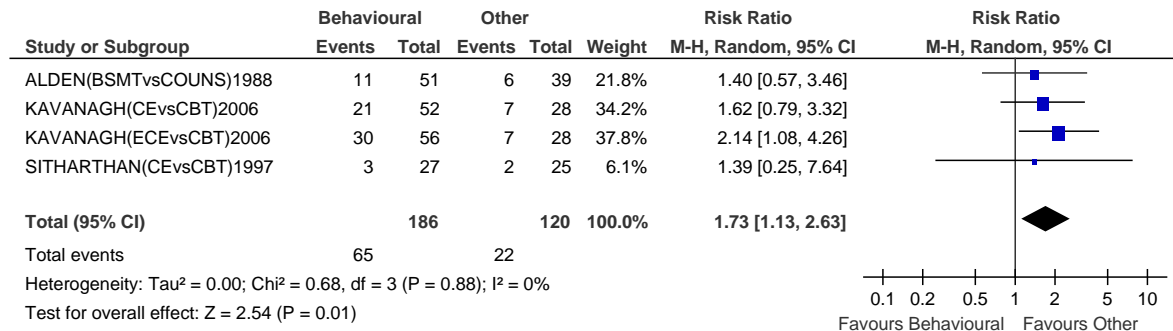 Behavioural Other Risk Ratio Risk Ratio
Study or Subgroup Events Total Events Total Weight M-H, Random, 95% CI M-H, Random, 95% CI
ALDEN(BSMTvsCOUNS)1988 11 51 6 39 21.8% 1.40 [0.57, 3.46]
KAVANAGH(CEvsCBT)2006 21 52 7 28 34.2% 1.62 [0.79, 3.32]
KAVANAGH(ECEvsCBT)2006 30 56 7 28 37.8% 2.14 [1.08, 4.26]
SITHARTHAN(CEvsCBT)1997 3 27 2 25 6.1% 1.39 [0.25, 7.64]
Total (95% CI) 186 120 100.0% 1.73 [1.13, 2.63]
Total events 65 22
Heterogeneity: Tau² = 0.00; Chi² = 0.68, df = 3 (P = 0.88); I² = 0%
Test for overall effect: Z = 2.54 (P = 0.01)
0.1 0.2 0.5 1 2 5 10
Favours Behavioural Favours Other